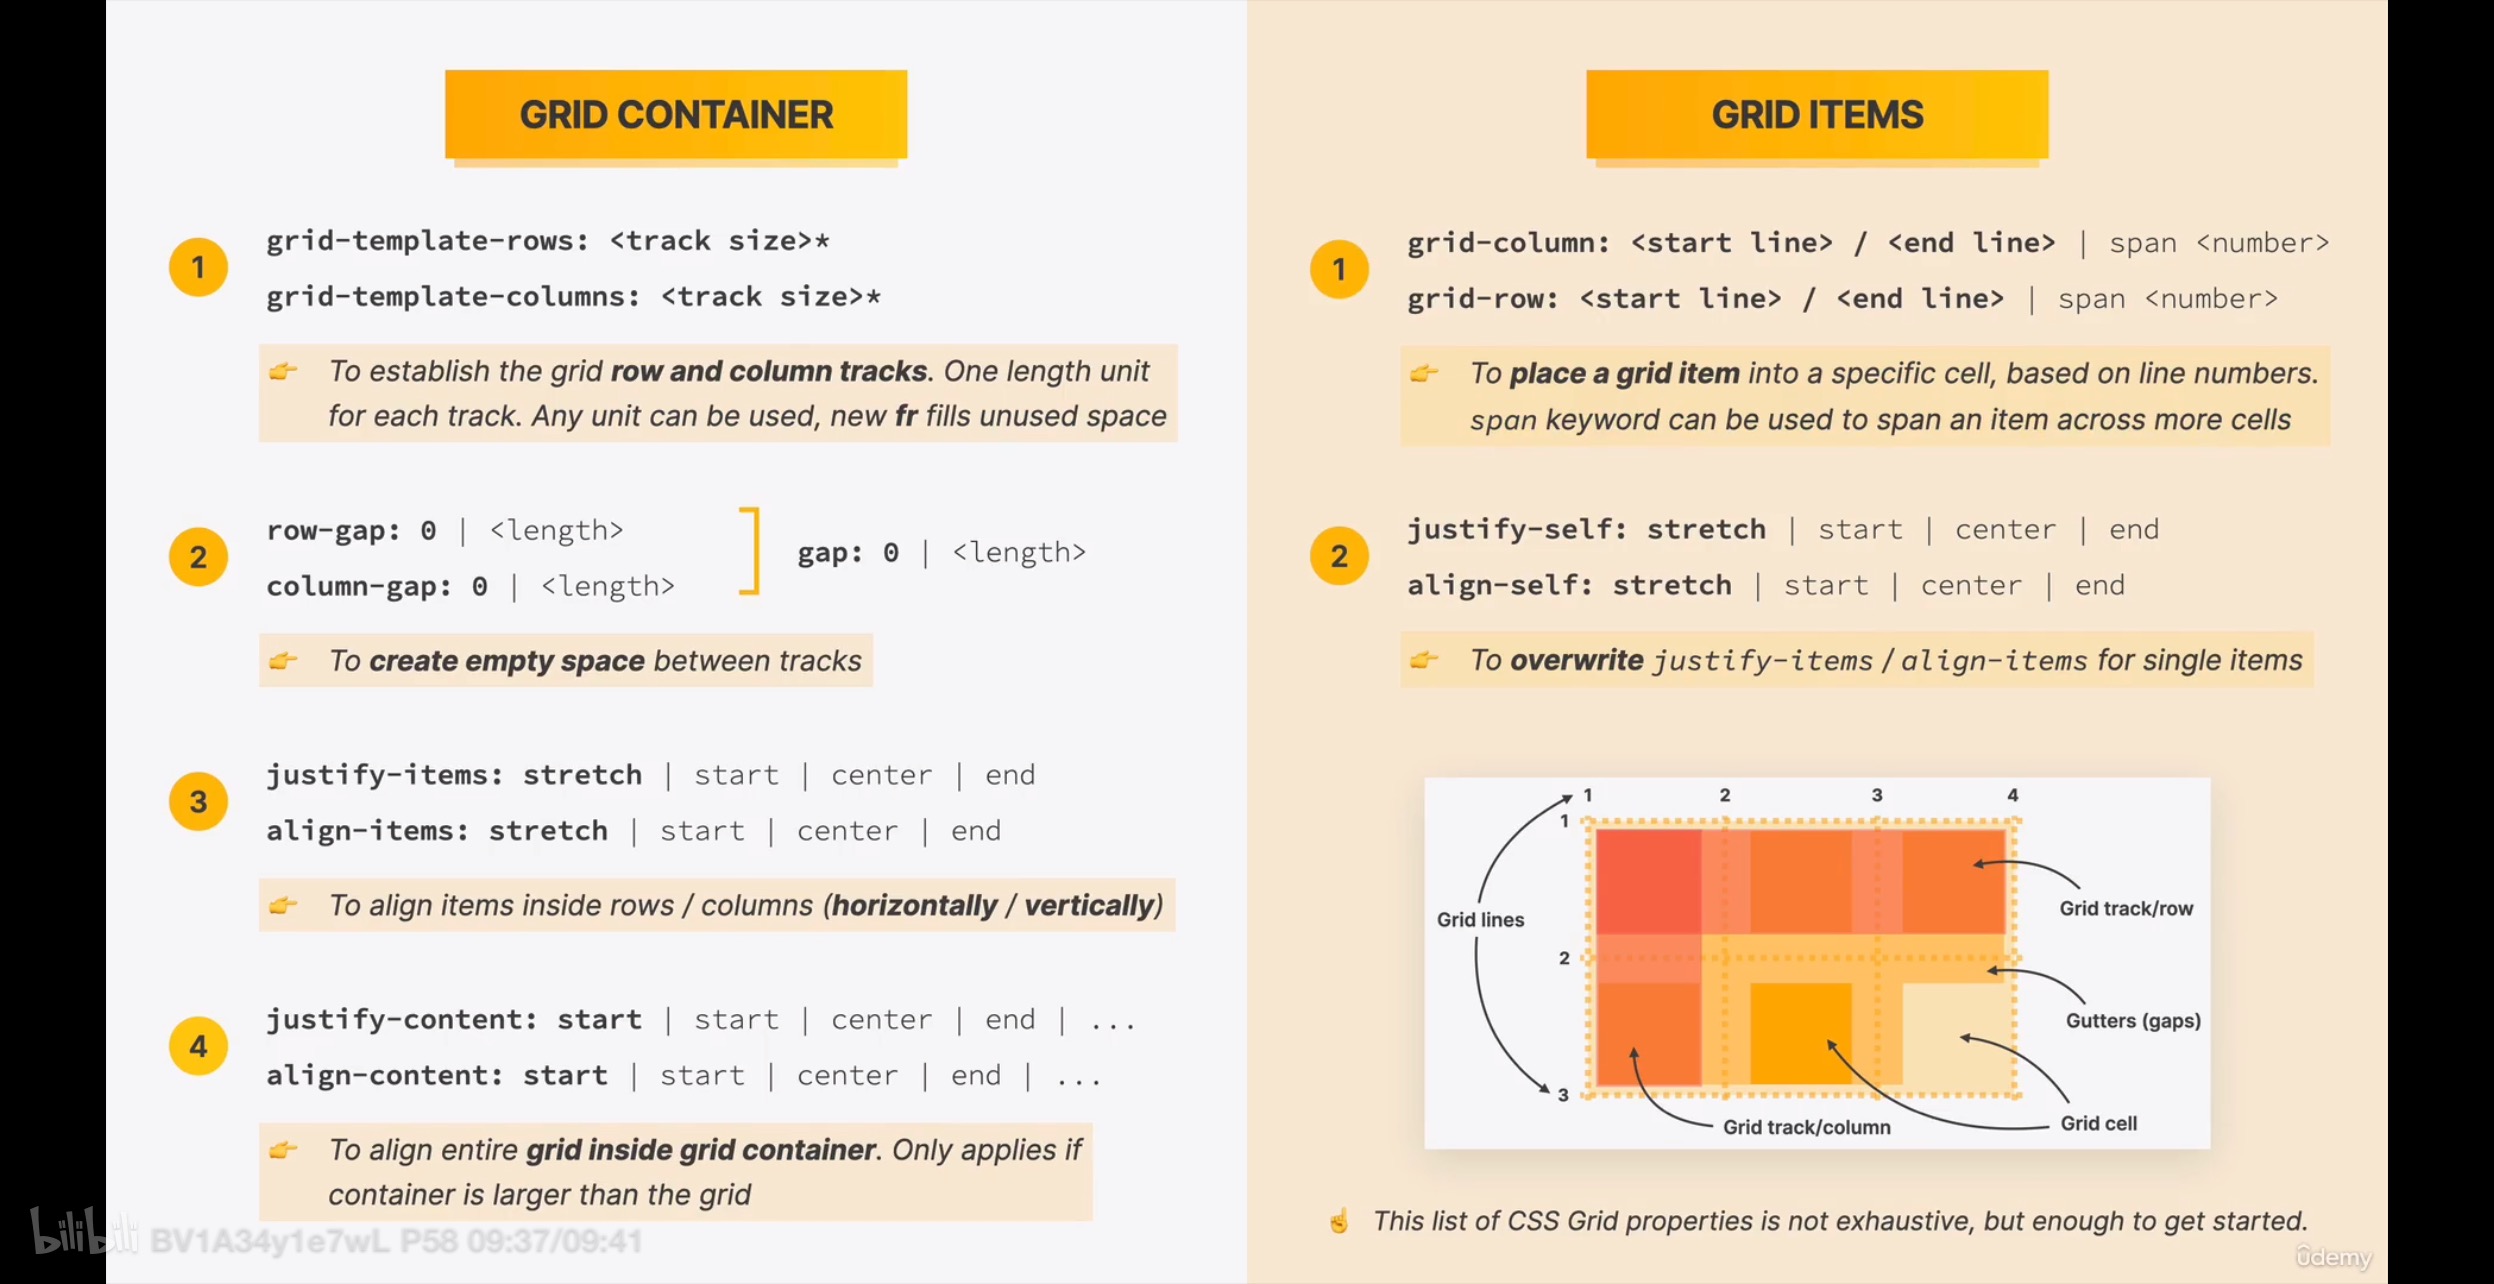 GRID CONTAINER
1
grid-template-rows: <track size>*
grid-template-columns: <track size>*
👉 To establish the grid row and column tracks. One length unit
for each track. Any unit can be used, new fr fills unused space
2
row-gap: 0 | <length>
column-gap: 0 | <length>
gap: 0 | <length>
👉 To create empty space between tracks
3
justify-items: stretch | start | center | end
align-items: stretch | start | center | end
👉 To align items inside rows / columns (horizontally / vertically)
4
justify-content: start | start | center | end | ...
align-content: start | start | center | end | ...
👉 To align entire grid inside grid container. Only applies if
container is larger than the grid
GRID ITEMS
1
grid-column: <start line> / <end line> | span <number>
grid-row: <start line> / <end line> | span <number>
👉 To place a grid item into a specific cell, based on line numbers.
span keyword can be used to span an item across more cells
2
justify-self: stretch | start | center | end
align-self: stretch | start | center | end
👉 To overwrite justify-items / align-items for single items
1 2 3 4
1
Grid track/row
Grid lines
2
Gutters (gaps)
3
Grid track/column
Grid cell
☝️ This list of CSS Grid properties is not exhaustive, but enough to get started.
bilibili BV1A34y1e7wL P58 09:37/09:41
ûdemy